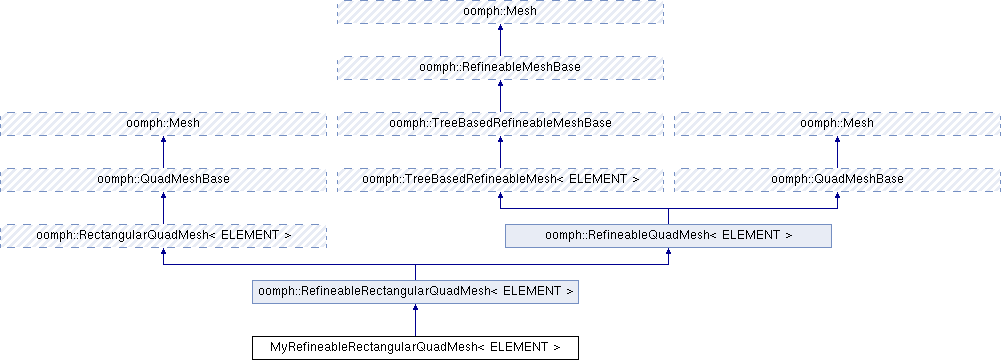 oomph::Mesh
oomph::RefineableMeshBase
oomph::Mesh
oomph::TreeBasedRefineableMeshBase
oomph::Mesh
oomph::QuadMeshBase
oomph::TreeBasedRefineableMesh< ELEMENT >
oomph::QuadMeshBase
oomph::RectangularQuadMesh< ELEMENT >
oomph::RefineableQuadMesh< ELEMENT >
oomph::RefineableRectangularQuadMesh< ELEMENT >
MyRefineableRectangularQuadMesh< ELEMENT >